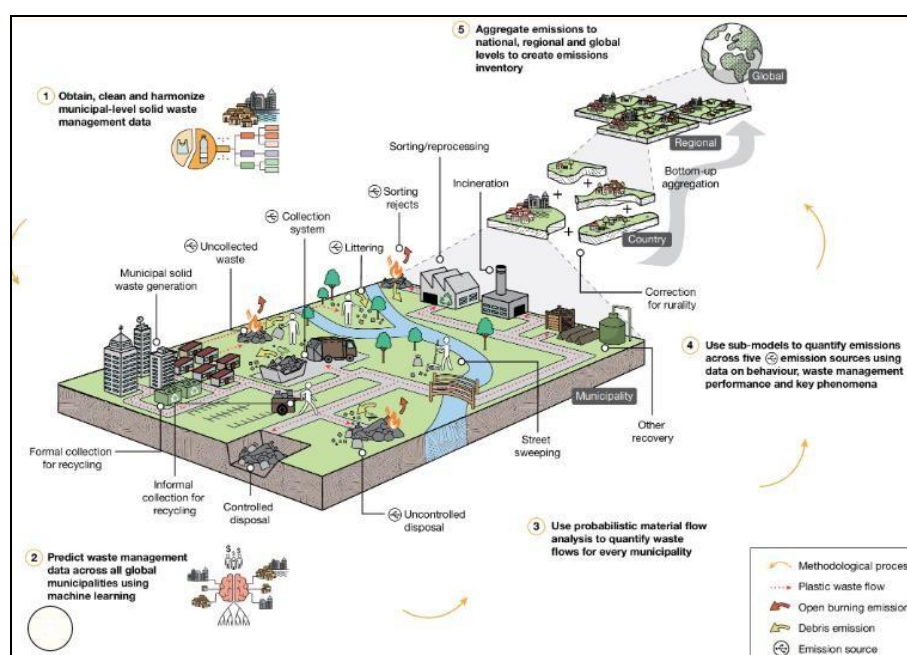 5 Aggregate emissions to
national, regional and global
levels to create emissions
inventory
Global
1 Obtain, clean and harmonize
municipal-level solid waste
management data
Regional
Sorting/reprocessing
Bottom-up
aggregation
Incineration
Sorting
rejects
Collection
system
Country
Uncollected
waste
Littering
Municipal solid
waste generation
Correction
for rurality
4 Use sub-models to quantify emissions
across five emission sources using
data on behaviour, waste management
performance and key phenomena
Municipality
Other
recovery
Street
sweeping
Formal collection
for recycling
Informal
collection for
recycling
Controlled
disposal
Uncontrolled
disposal
3 Use probabilistic material flow
analysis to quantify waste
flows for every municipality
2 Predict waste management
data across all global
municipalities using
machine learning
$ $ $
Methodological proces
Plastic waste flow
Open burning emission
Debris emission
Emission source